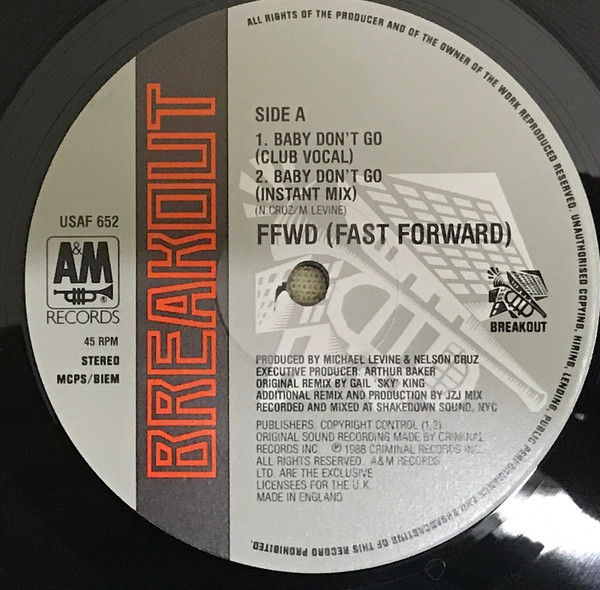 ALL RIGHTS OF THE PRODUCER AND OF THE OWNER OF THE WORK REPRODUCED RESERVED. UNAUTHORISED COPYING, HIRING, LENDING, PUBLIC PERFORMANCE AND BROADCASTING OF THIS RECORD PROHIBITED.
BREAKOUT
SIDE A
1. BABY DON'T GO
(CLUB VOCAL)
2. BABY DON'T GO
(INSTANT MIX)
(N.CRUZ/M.LEVINE)
FFWD (FAST FORWARD)
USAF 652
A&M
®
RECORDS
45 RPM
STEREO
MCPS/BIEM
BREAKOUT
PRODUCED BY MICHAEL LEVINE & NELSON CRUZ
EXECUTIVE PRODUCER: ARTHUR BAKER
ORIGINAL REMIX BY GAIL 'SKY' KING
ADDITIONAL REMIX AND PRODUCTION BY JZJ MIX
RECORDED AND MIXED AT SHAKEDOWN SOUND, NYC
PUBLISHERS: COPYRIGHT CONTROL (1,2)
ORIGINAL SOUND RECORDING MADE BY CRIMINAL
RECORDS INC. ℗ 1988 CRIMINAL RECORDS INC.
ALL RIGHTS RESERVED. A&M RECORDS
LTD. ARE THE EXCLUSIVE
LICENSEES FOR THE U.K.
MADE IN ENGLAND